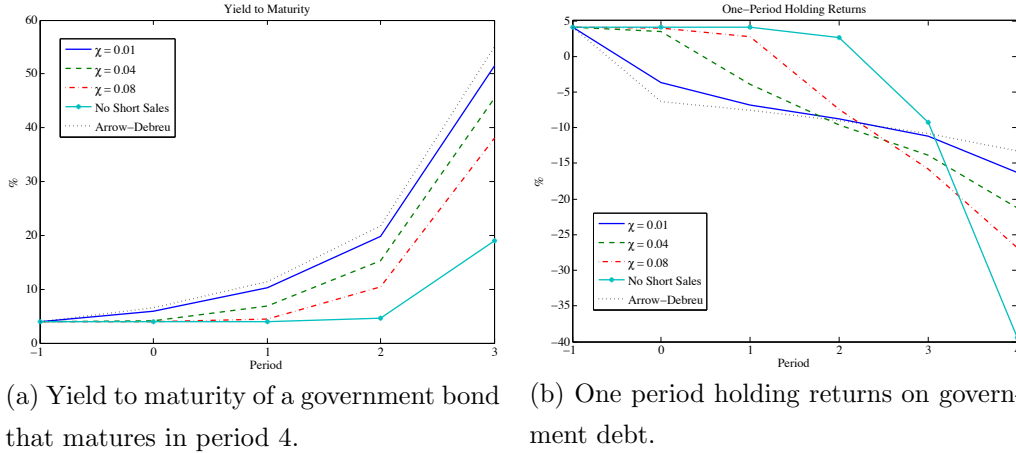 Yield to Maturity
60
50
40
30
20
10
0
%
χ = 0.01
χ = 0.04
χ = 0.08
No Short Sales
Arrow−Debreu
−1 0 1 2 3
Period
(a) Yield to maturity of a government bond
that matures in period 4.
One−Period Holding Returns
5
0
−5
−10
−15
−20
−25
−30
−35
−40
%
χ = 0.01
χ = 0.04
χ = 0.08
No Short Sales
Arrow−Debreu
−1 0 1 2 3 4
Period
(b) One period holding returns on govern-
ment debt.